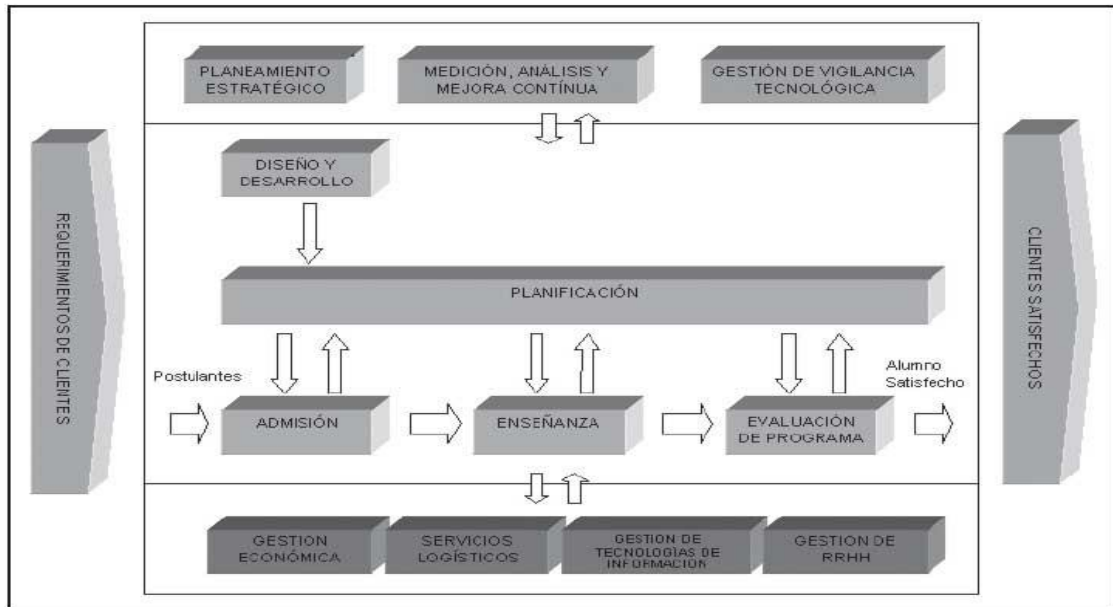 PLANEAMIENTO
ESTRATÉGICO
MEDICIÓN, ANÁLISIS Y
MEJORA CONTÍNUA
GESTIÓN DE VIGILANCIA
TECNOLÓGICA
REQUERIMIENTOS DE CLIENTES
DISEÑO Y
DESARROLLO
PLANIFICACIÓN
Postulantes
ADMISIÓN
ENSEÑANZA
EVALUACIÓN
DE PROGRAMA
Alumno
Satisfecho
CLIENTES SATISFECHOS
GESTION
ECONÓMICA
SERVICIOS
LOGÍSTICOS
GESTION DE
TECNOLOGÍAS DE
INFORMACIÓN
GESTION DE
RRHH